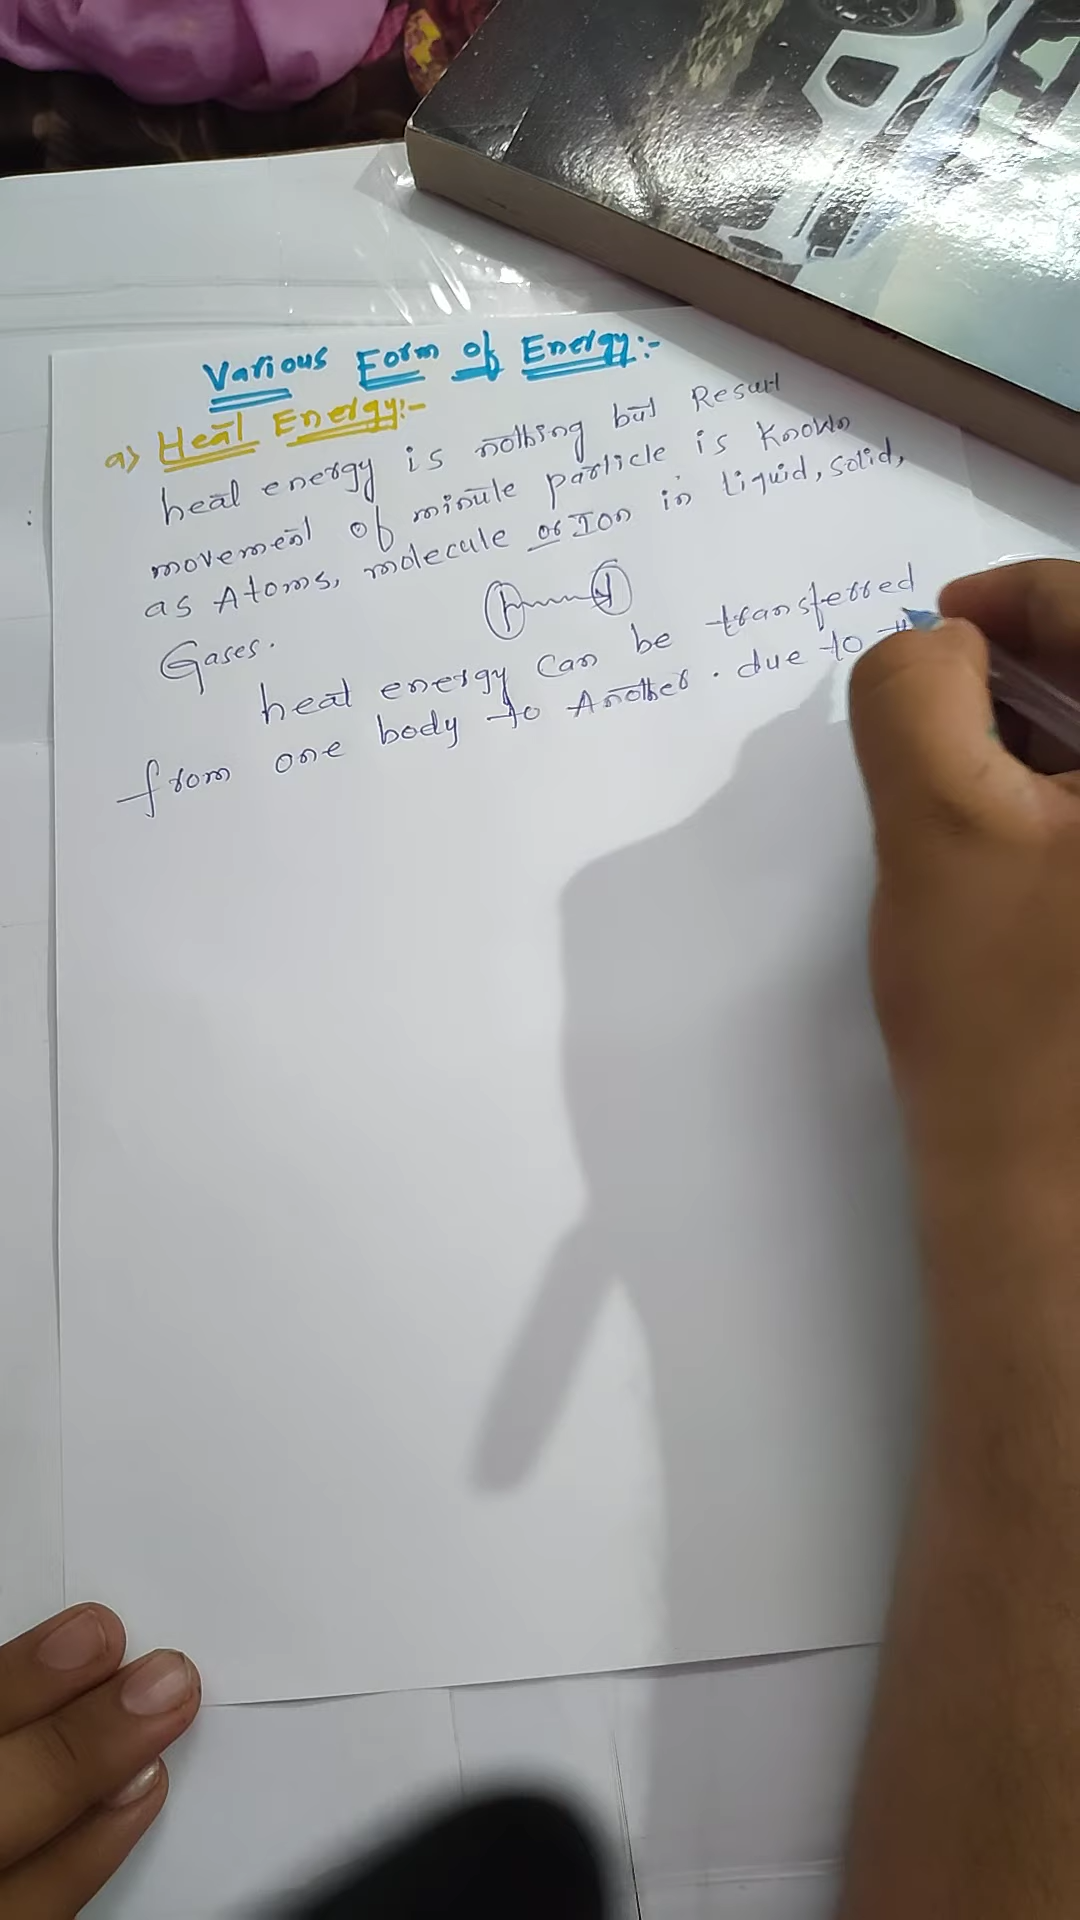 Various Form of Energy:-
a) Heat Energy:-
heat energy is nothing but Result
movement of minute particle is known
as Atoms, molecule or Ion in liquid, solid,
Gases.
heat energy can be transferred
from one body to Another. due to